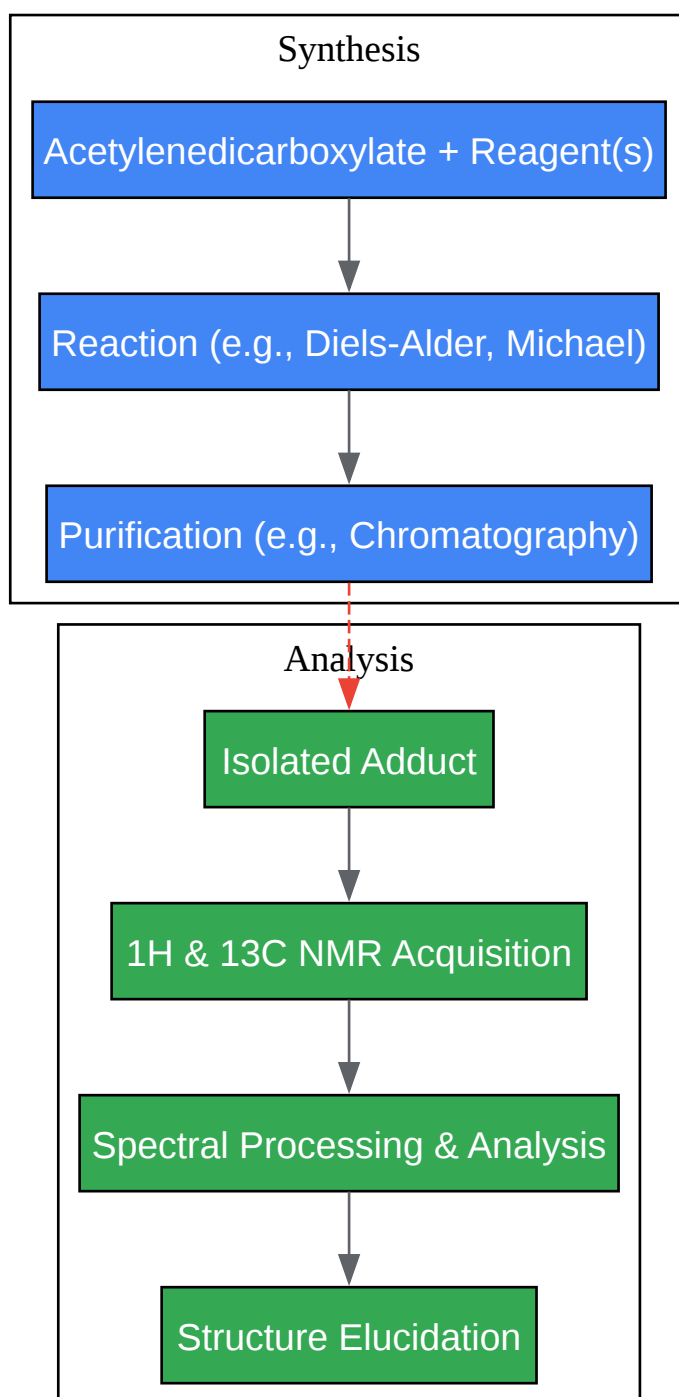 Synthesis
Acetylenedicarboxylate + Reagent(s)
Reaction (e.g., Diels-Alder, Michael)
Purification (e.g., Chromatography)
Analysis
Isolated Adduct
1H & 13C NMR Acquisition
Spectral Processing & Analysis
Structure Elucidation